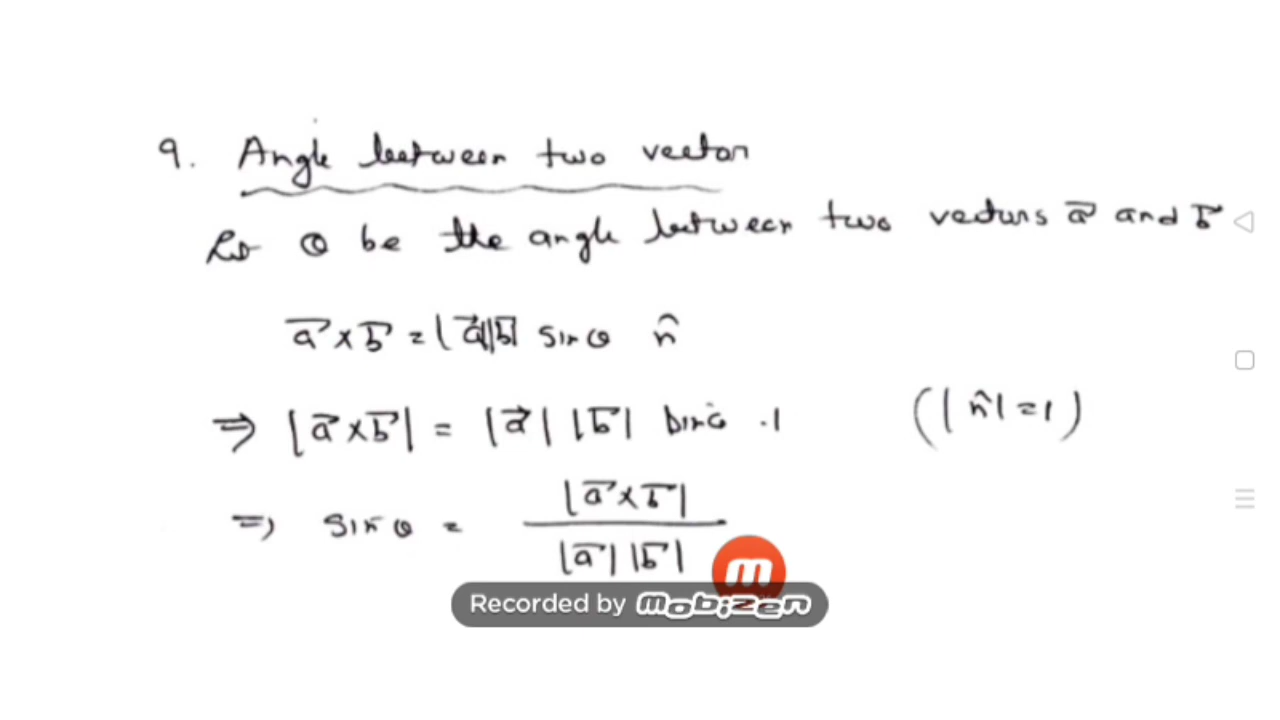 9. Angle between two vector
Let θ be the angle between two vectors a⃗ and b⃗
a⃗ × b⃗ = |a⃗||b⃗| sin θ n̂
⇒ |a⃗ × b⃗| = |a⃗| |b⃗| sin θ .1 (|n̂| = 1)
⇒ sin θ = |a⃗ × b⃗| / |a⃗| |b⃗|
Recorded by Mobizen